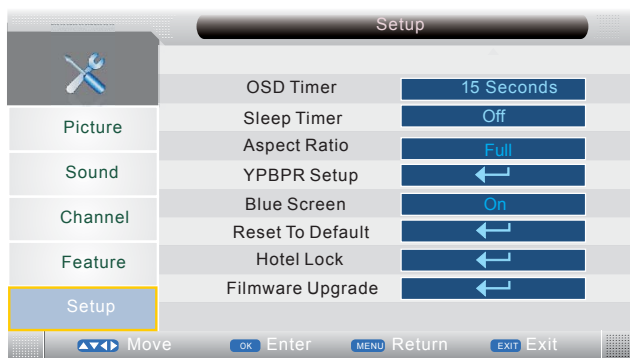 Setup
OSD Timer 15 Seconds
Sleep Timer Off
Aspect Ratio Full
YPBPR Setup
Blue Screen On
Reset To Default
Hotel Lock
Filmware Upgrade
Picture
Sound
Channel
Feature
Setup
Move OK Enter MENU Return EXIT Exit